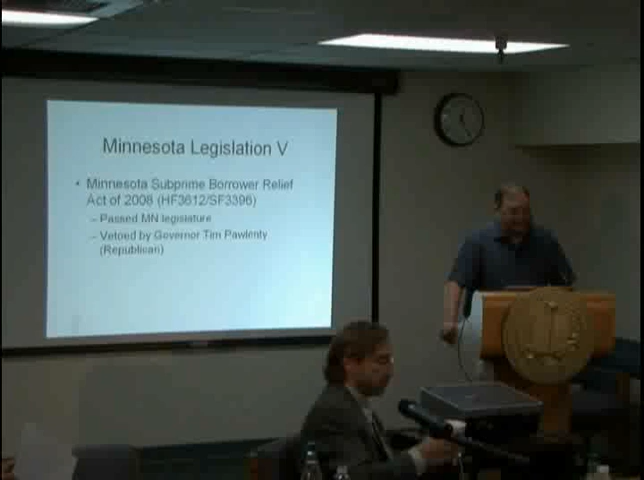 Minnesota Legislation V
• Minnesota Subprime Borrower Relief
Act of 2008 (HF3612/SF3396)
– Passed MN legislature
– Vetoed by Governor Tim Pawlenty
(Republican)